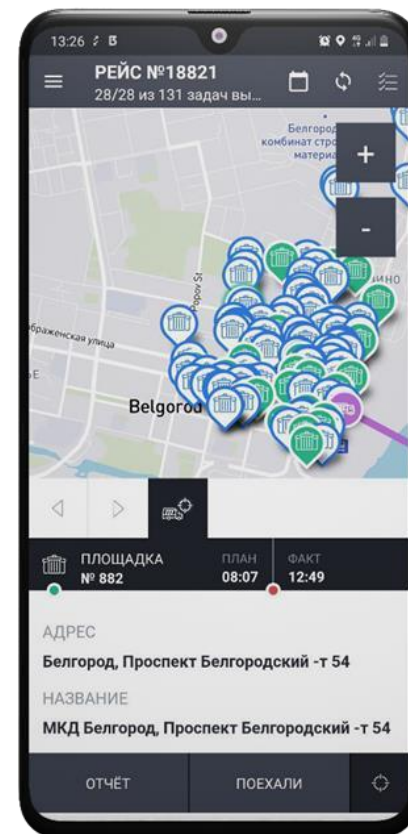 13:26
РЕЙС №18821
28/28 из 131 задач вы...
Белгород
комбинат стро
материа
+
-
Popov St
ображенская улица
Belgorod
ПЛОЩАДКА
№ 882
ПЛАН
08:07
ФАКТ
12:49
АДРЕС
Белгород, Проспект Белгородский -т 54
НАЗВАНИЕ
МКД Белгород, Проспект Белгородский -т 54
ОТЧЁТ
ПОЕХАЛИ